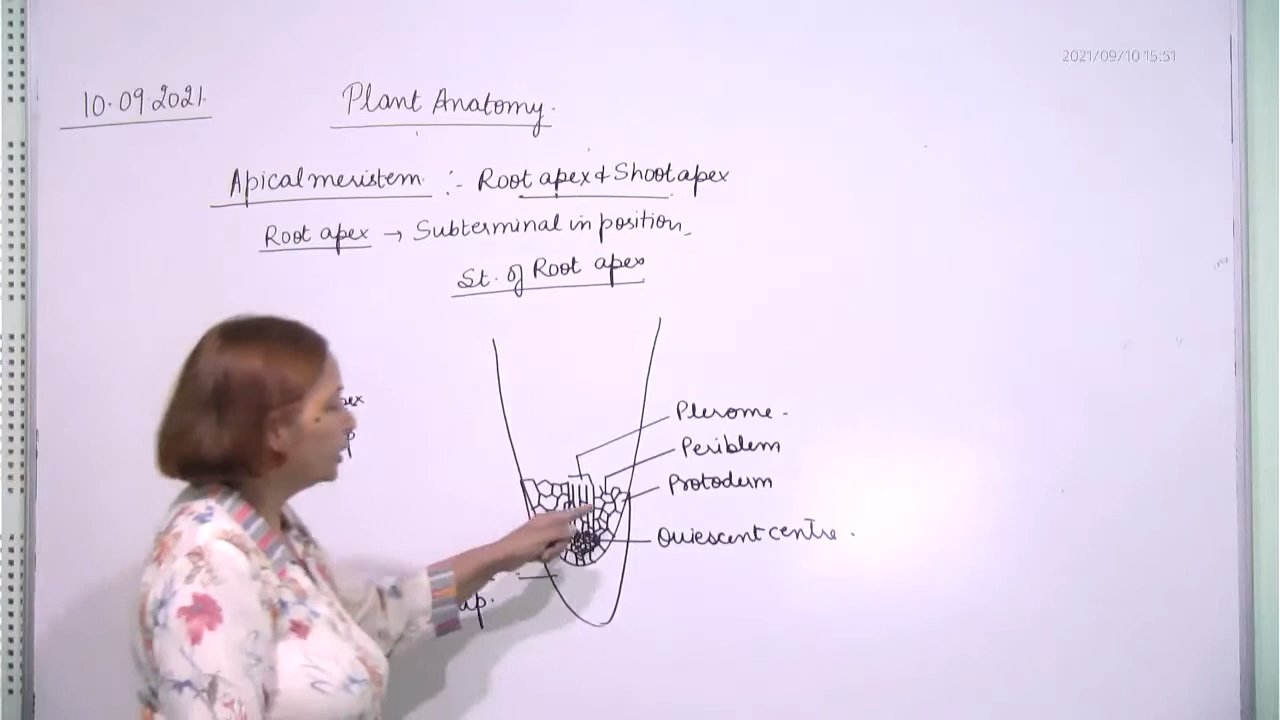 2021/09/10 15:51
10.09.2021.
Plant Anatomy.
Apical meristem :- Root apex & Shoot apex
Root apex → Subterminal in position
St. of Root apex
Plerome -
Periblem
Protoderm
Quiescent centre.